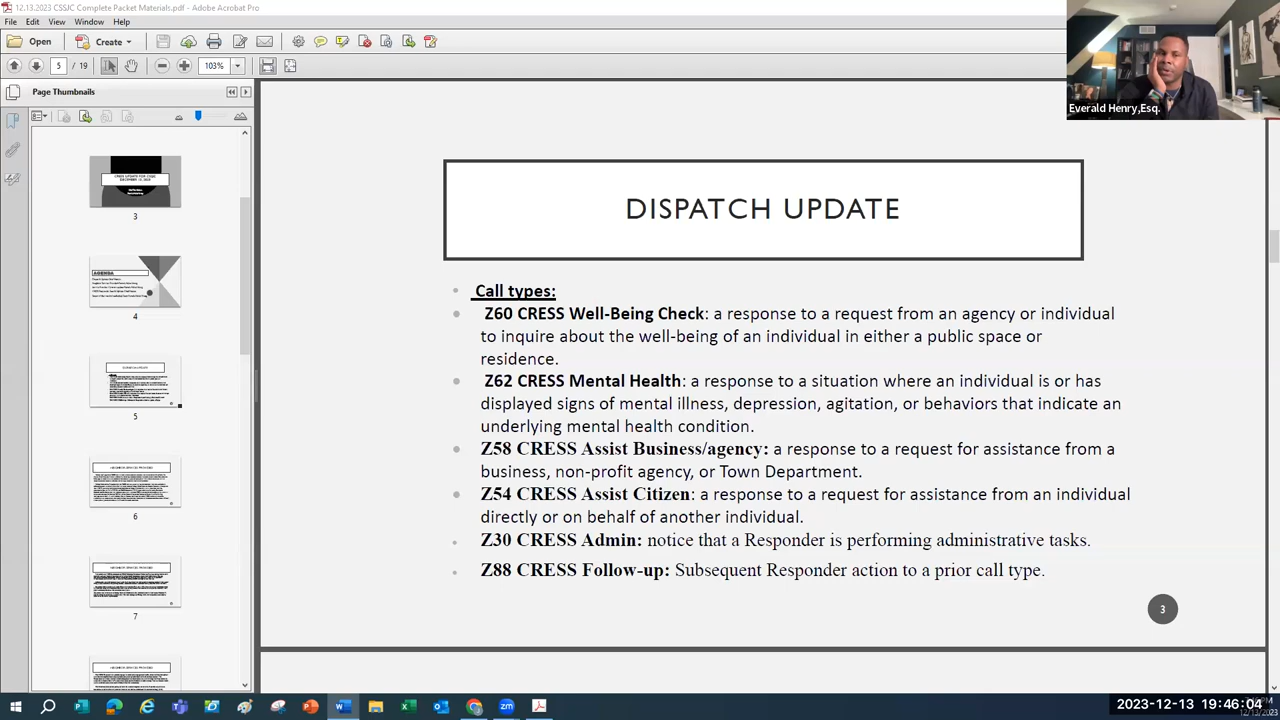 12.13.2023 CSSJC Complete Packet Materials.pdf - Adobe Acrobat Pro
File Edit View Window Help
Open Create
5 / 19 103%
Page Thumbnails
3
AGENDA
4
5
6
7
Everald Henry,Esq.
DISPATCH UPDATE
Call types:
Z60 CRESS Well-Being Check: a response to a request from an agency or individual
to inquire about the well-being of an individual in either a public space or
residence.
Z62 CRESS Mental Health: a response to a situation where an individual is or has
displayed signs of mental illness, depression, agitation, or behaviors that indicate an
underlying mental health condition.
Z58 CRESS Assist Business/agency: a response to a request for assistance from a
business, non-profit agency, or Town Department.
Z54 CRESS Assist Citizen: a response to a request for assistance from an individual
directly or on behalf of another individual.
Z30 CRESS Admin: notice that a Responder is performing administrative tasks.
Z88 CRESS Follow-up: Subsequent Responder action to a prior call type.
3
2023-12-13 19:46:04